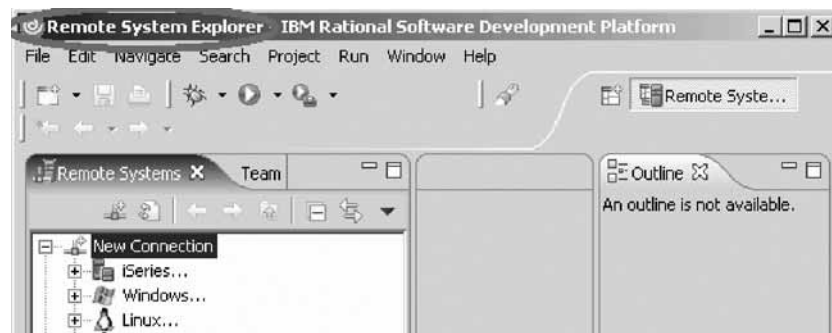 Remote System Explorer - IBM Rational Software Development Platform
File Edit Navigate Search Project Run Window Help
Remote Syste...
Remote Systems Team
Outline
An outline is not available.
New Connection
iSeries...
Windows...
Linux...